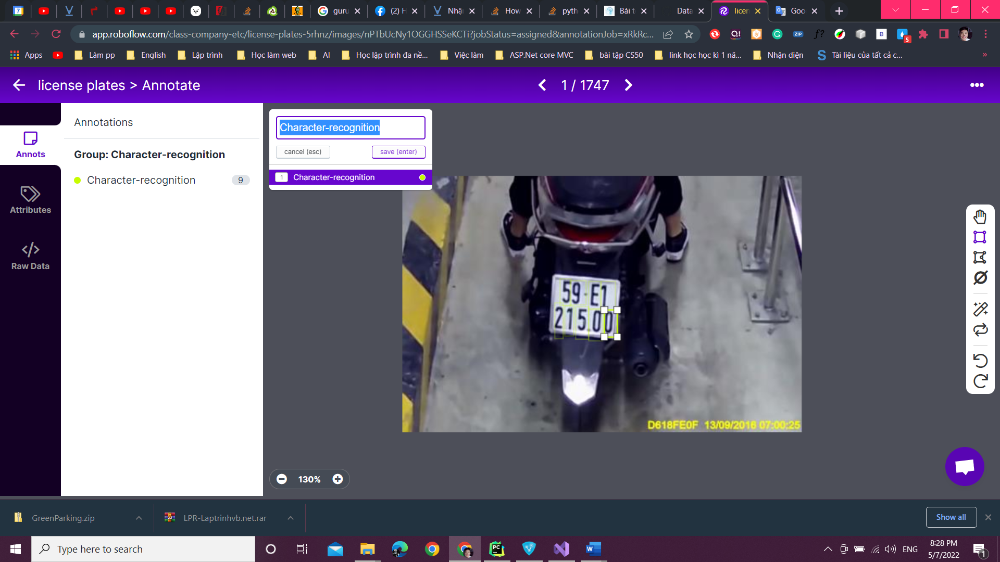 guru
(2) H
Nhậ
How
pyth
Bài t
Data
licen
Goo
app.roboflow.com/class-company-etc/license-plates-5rhnz/images/nPTbUcNy1OGGHSSeKCTi?jobStatus=assigned&annotationJob=xRkRc...
Apps
Làm pp
English
Lập trình
Học làm web
AI
Học lập trình đa nề...
Việc làm
ASP.Net core MVC
bài tập CS50
link học học kì 1 nă...
Nhận diện
Tài liệu của tất cả c...
license plates > Annotate
1 / 1747
Annots
Attributes
Raw Data
Annotations
Group: Character-recognition
Character-recognition 9
Character-recognition
cancel (esc) save (enter)
1 Character-recognition
59-E1
215.00
D618FE0F 13/09/2016 07:00:25
130%
GreenParking.zip
LPR-Laptrinhvb.net.rar
Show all
Type here to search
ENG
8:28 PM
5/7/2022
1